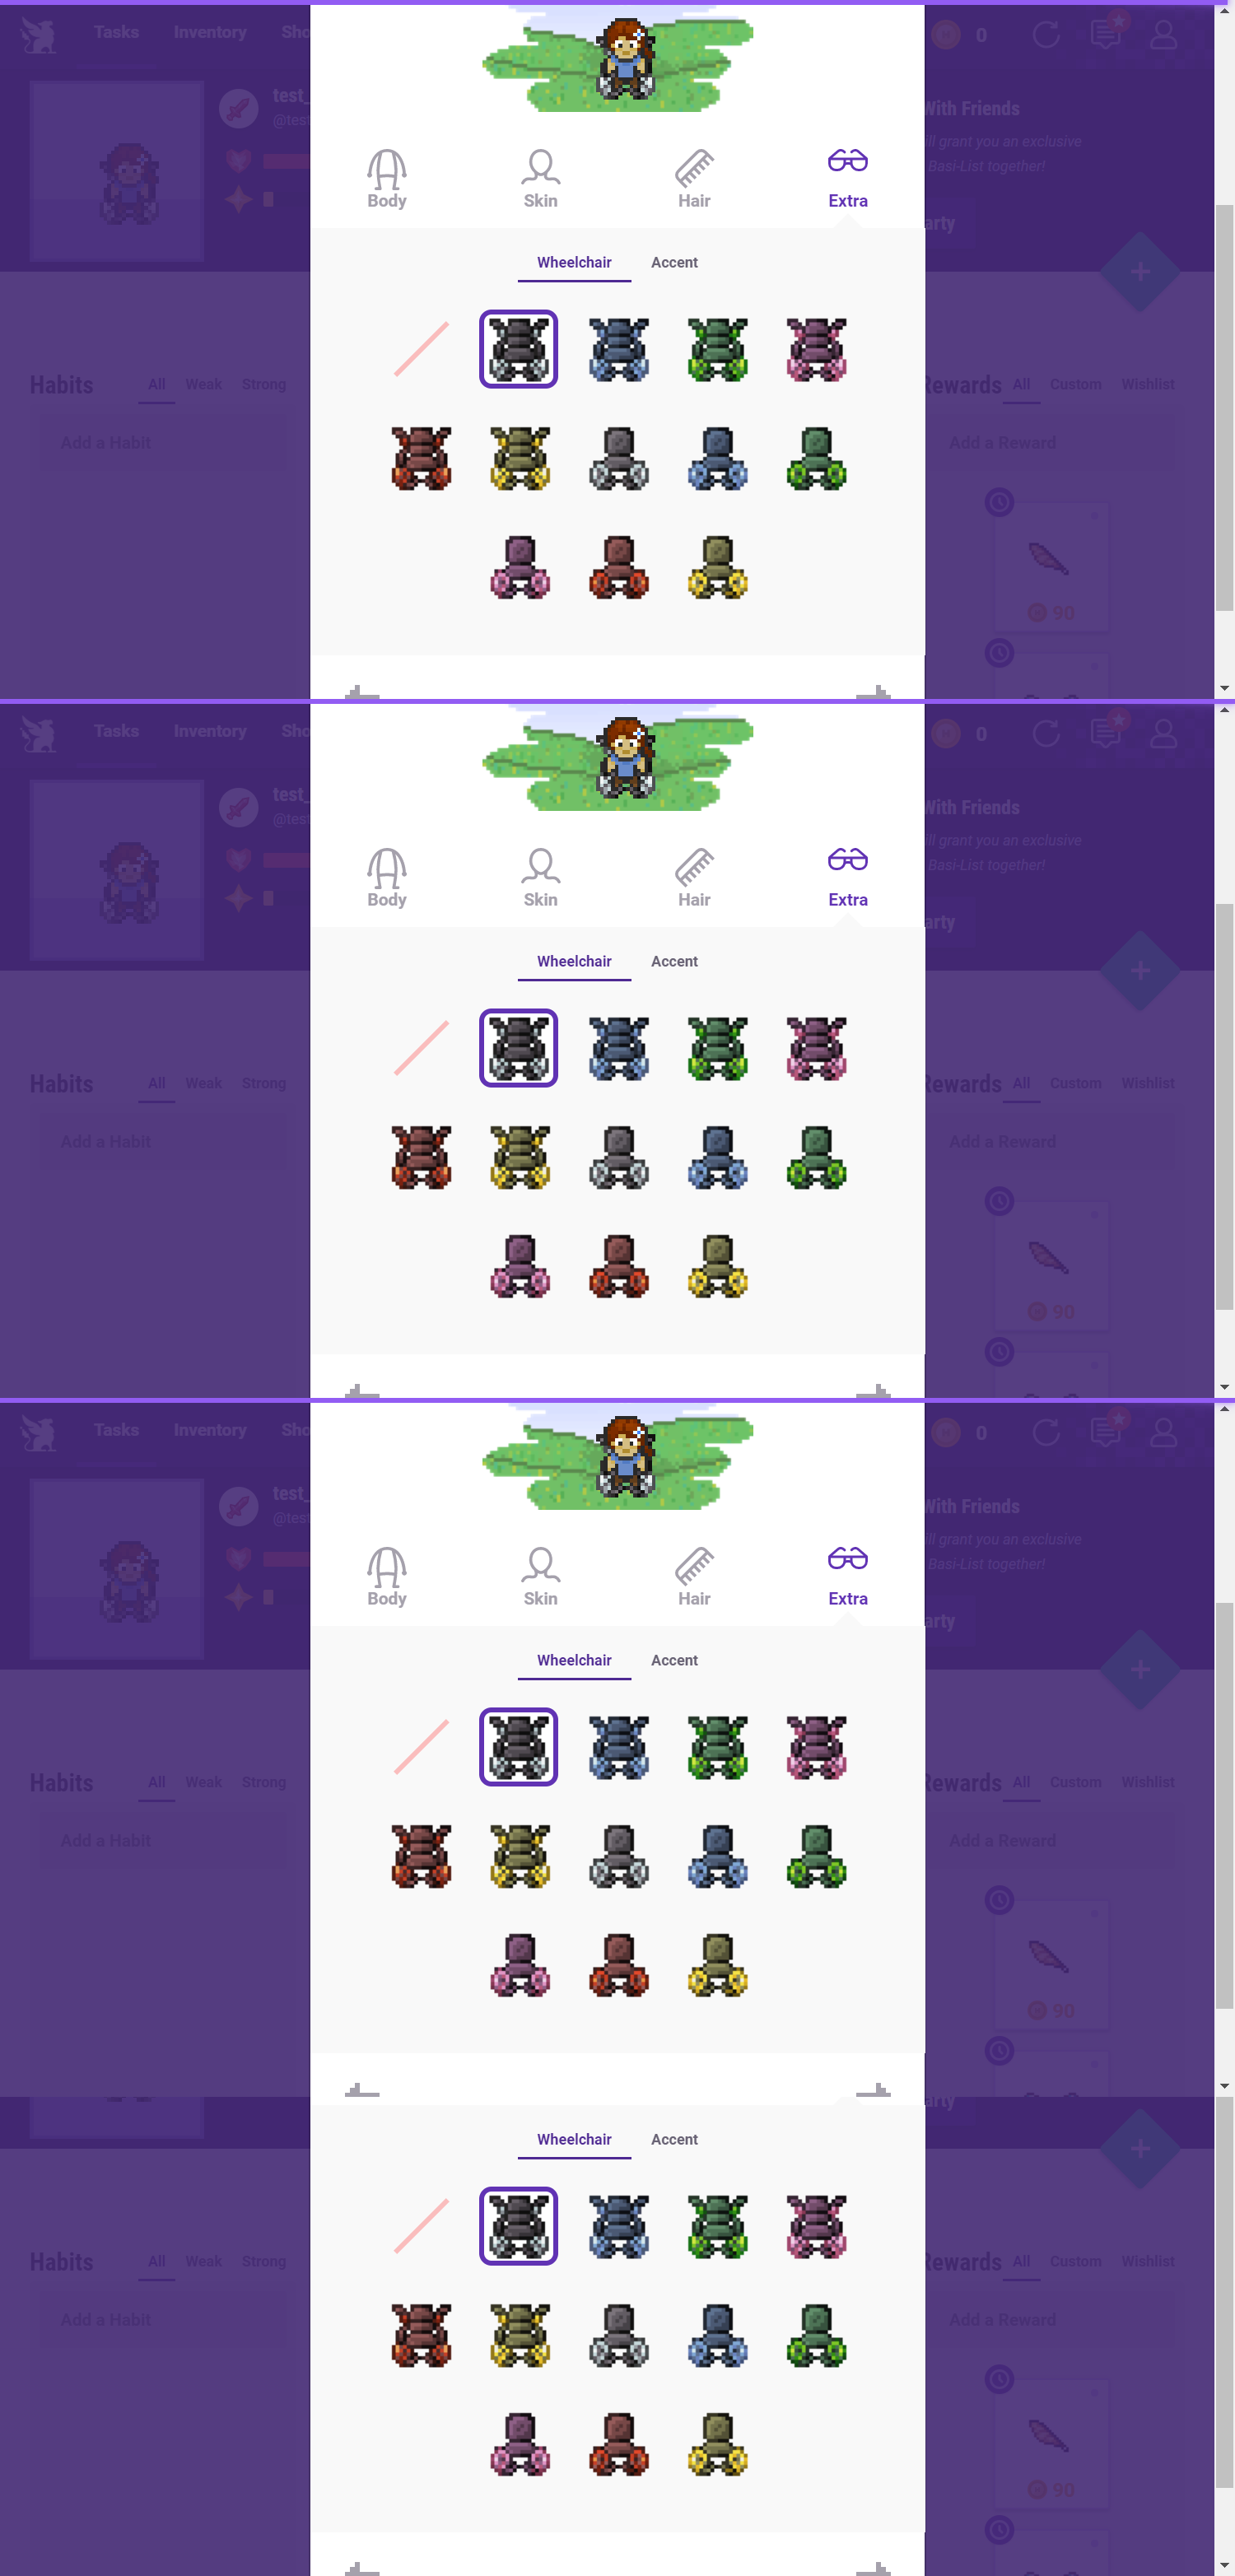 Tasks Inventory Sho 0
test_
@test
With Friends
ill grant you an exclusive
Basi-List together!
arty
Body Skin Hair Extra
Wheelchair Accent
Habits All Weak Strong
Rewards All Custom Wishlist
Add a Habit
Add a Reward
90
Tasks Inventory Sho 0
test_
@test
With Friends
ill grant you an exclusive
Basi-List together!
arty
Body Skin Hair Extra
Wheelchair Accent
Habits All Weak Strong
Rewards All Custom Wishlist
Add a Habit
Add a Reward
90
Tasks Inventory Sho 0
test_
@test
With Friends
ill grant you an exclusive
Basi-List together!
arty
Body Skin Hair Extra
Wheelchair Accent
Habits All Weak Strong
Rewards All Custom Wishlist
Add a Habit
Add a Reward
90
arty
Wheelchair Accent
Habits All Weak Strong
Rewards All Custom Wishlist
Add a Habit
Add a Reward
90